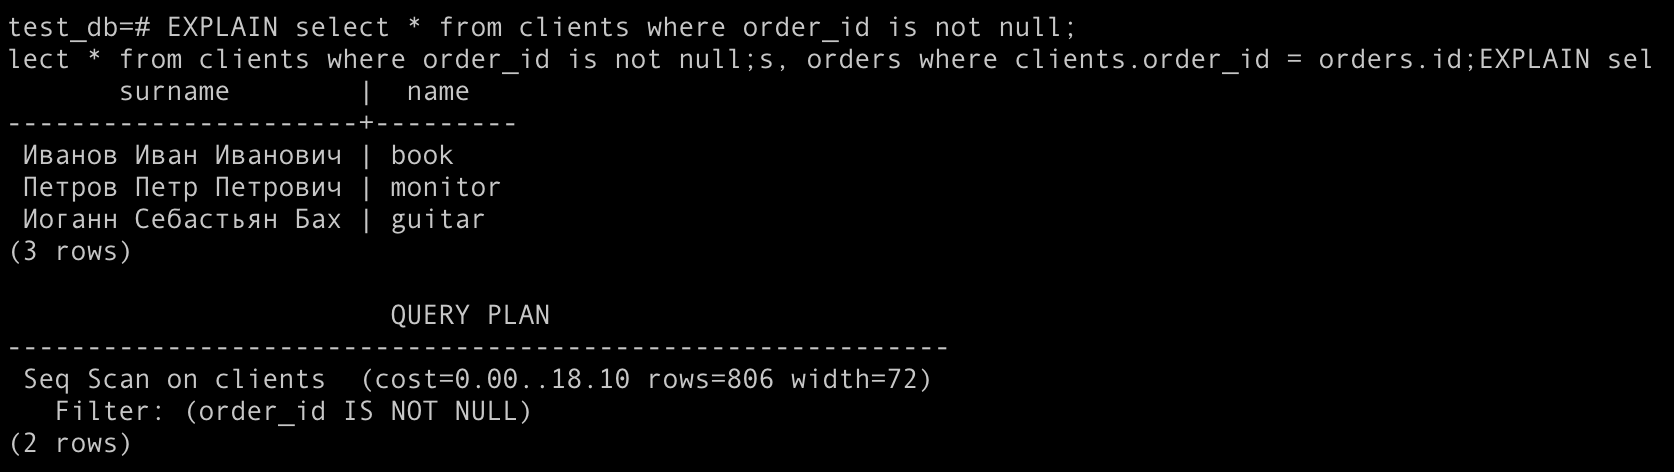 test_db=# EXPLAIN select * from clients where order_id is not null;
lect * from clients where order_id is not null;s, orders where clients.order_id = orders.id;EXPLAIN sel
       surname        |  name
----------------------+---------
 Иванов Иван Иванович | book
 Петров Петр Петрович | monitor
 Иоганн Себастьян Бах | guitar
(3 rows)

                        QUERY PLAN
-----------------------------------------------------------
 Seq Scan on clients  (cost=0.00..18.10 rows=806 width=72)
   Filter: (order_id IS NOT NULL)
(2 rows)